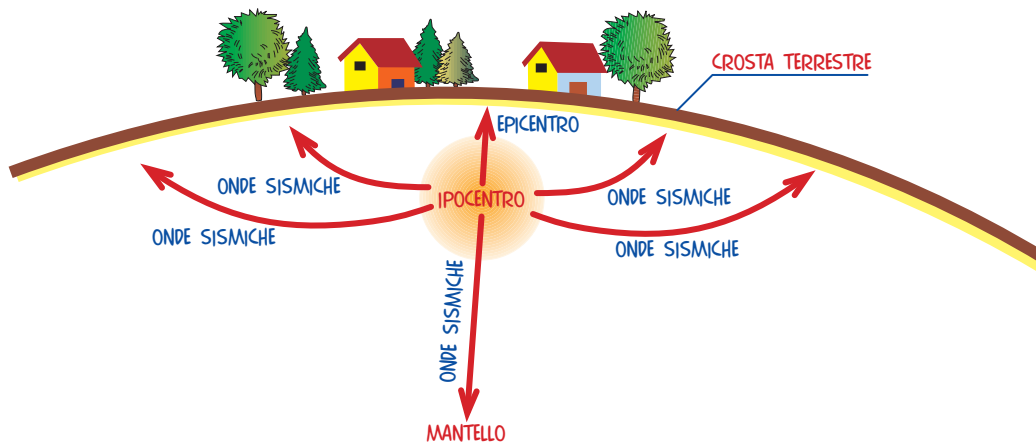 CROSTA TERRESTRE
EPICENTRO
ONDE SISMICHE
IPOCENTRO
ONDE SISMICHE
ONDE SISMICHE
ONDE SISMICHE
ONDE SISMICHE
MANTELLO